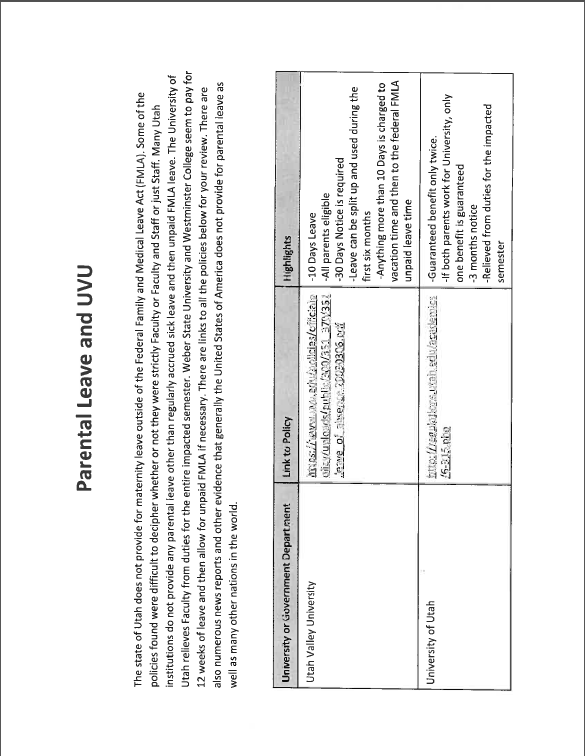 Parental Leave and UVU
The state of Utah does not provide for maternity leave outside of the Federal Family and Medical Leave Act (FMLA). Some of the
policies found were difficult to decipher whether or not they were strictly Faculty or Faculty and Staff or just Staff. Many Utah
institutions do not provide any parental leave other than regularly accrued sick leave and then unpaid FMLA leave. The University of
Utah relieves Faculty from duties for the entire impacted semester. Weber State University and Westminster College seem to pay for
12 weeks of leave and then allow for unpaid FMLA if necessary. There are links to all the policies below for your review. There are
also numerous news reports and other evidence that generally the United States of America does not provide for parental leave as
well as many other nations in the world.
University or Government Department
Link to Policy
Highlights
Utah Valley University
-10 Days Leave
-All parents eligible
-30 Days Notice is required
-Leave can be split up and used during the
first six months
-Anything more than 10 Days is charged to
vacation time and then to the federal FMLA
unpaid leave time
University of Utah
http://regulations.utah.edu/academics
/6-315.php
-Guaranteed benefit only twice.
-If both parents work for University, only
one benefit is guaranteed
-3 months notice
-Relieved from duties for the impacted
semester